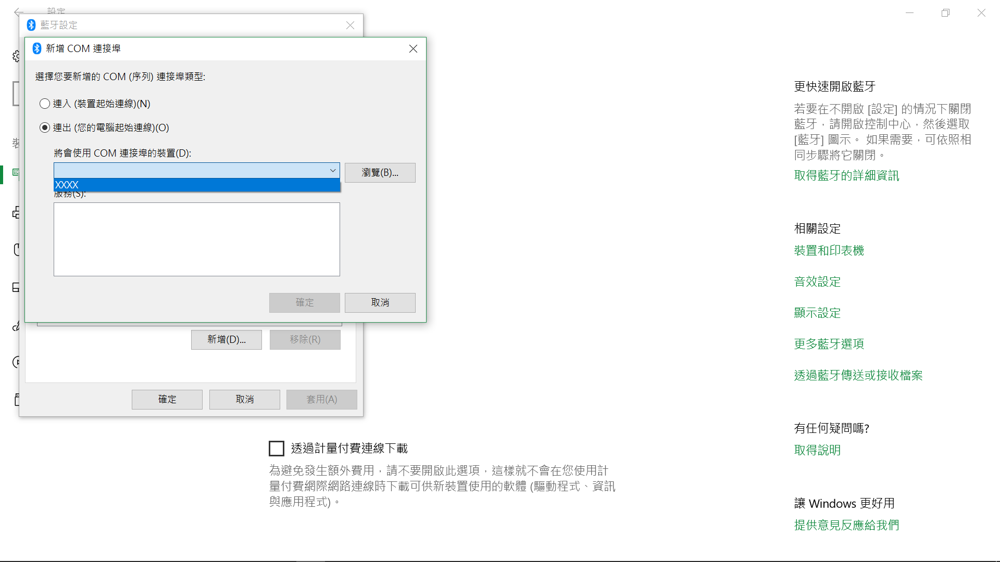 設定
藍牙設定
新增 COM 連接埠
選擇您要新增的 COM (序列) 連接埠類型:
連入 (裝置起始連線)(N)
連出 (您的電腦起始連線)(O)
將會使用 COM 連接埠的裝置(D):
瀏覽(B)...
XXXX
服務(S):
確定
取消
新增(D)...
移除(R)
確定
取消
套用(A)
裝
透過計量付費連線下載
為避免發生額外費用，請不要開啟此選項，這樣就不會在您使用計
量付費網際網路連線時下載可供新裝置使用的軟體 (驅動程式、資訊
與應用程式)。
更快速開啟藍牙
若要在不開啟 [設定] 的情況下關閉
藍牙，請開啟控制中心，然後選取
[藍牙] 圖示。 如果需要，可依照相
同步驟將它關閉。
取得藍牙的詳細資訊
相關設定
裝置和印表機
音效設定
顯示設定
更多藍牙選項
透過藍牙傳送或接收檔案
有任何疑問嗎?
取得說明
讓 Windows 更好用
提供意見反應給我們